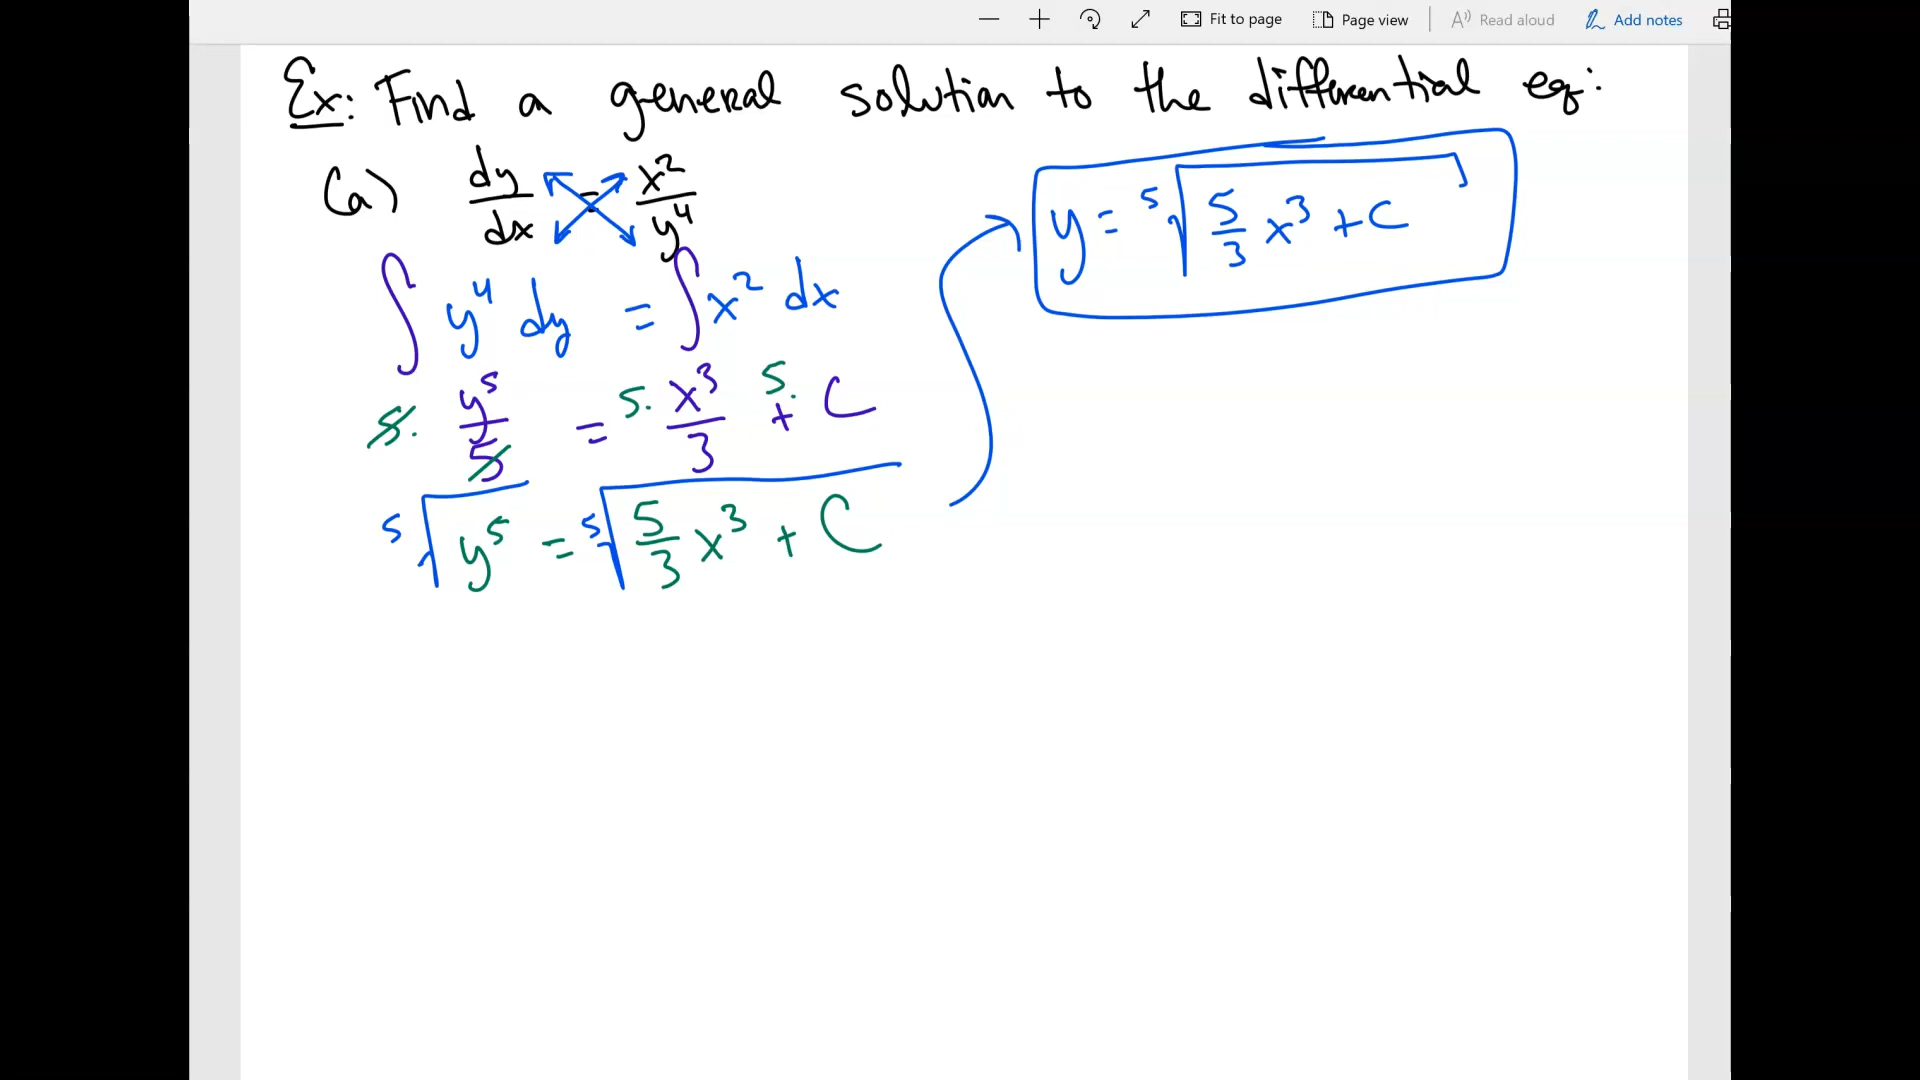 Fit to page Page view Read aloud Add notes
Ex: Find a general solution to the differential eq:
(a) dy/dx = x²/y⁴
∫ y⁴ dy = ∫ x² dx
5· y⁵/5 = 5· x³/3 + 5· C
⁵√y⁵ = ⁵√(5/3 x³ + C)
y = ⁵√(5/3 x³ + C)